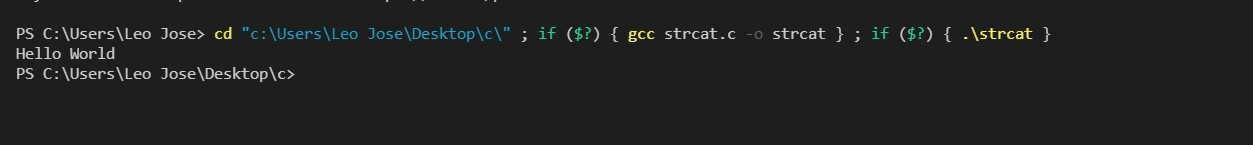 PS C:\Users\Leo Jose> cd "c:\Users\Leo Jose\Desktop\c\" ; if ($?) { gcc strcat.c -o strcat } ; if ($?) { .\strcat }
Hello World
PS C:\Users\Leo Jose\Desktop\c>